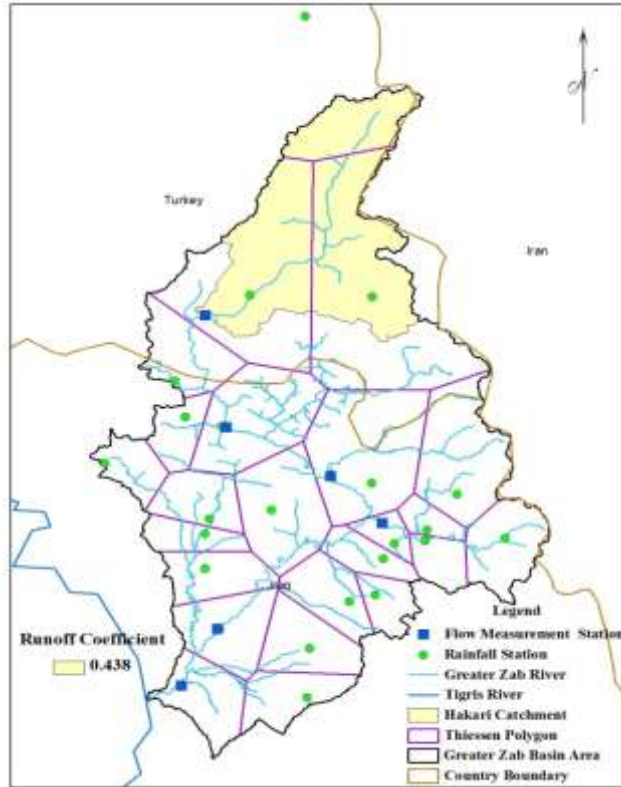 N
Turkey
Iran
Iraq
Legend
Runoff Coefficient
0.438
Flow Measurement Station
Rainfall Station
Greater Zab River
Tigris River
Hakari Catchment
Thiessen Polygon
Greater Zab Basin Area
Country Boundary